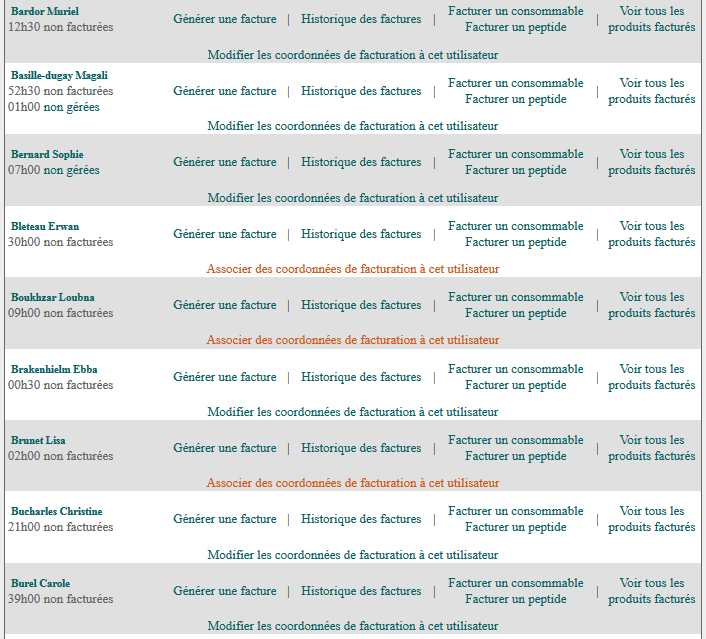 Bardor Muriel
12h30 non facturées
Générer une facture | Historique des factures | Facturer un consommable
Facturer un peptide | Voir tous les
produits facturés
Modifier les coordonnées de facturation à cet utilisateur
Basille-dugay Magali
52h30 non facturées
01h00 non gérées
Générer une facture | Historique des factures | Facturer un consommable
Facturer un peptide | Voir tous les
produits facturés
Modifier les coordonnées de facturation à cet utilisateur
Bernard Sophie
07h00 non gérées
Générer une facture | Historique des factures | Facturer un consommable
Facturer un peptide | Voir tous les
produits facturés
Modifier les coordonnées de facturation à cet utilisateur
Bleteau Erwan
30h00 non facturées
Générer une facture | Historique des factures | Facturer un consommable
Facturer un peptide | Voir tous les
produits facturés
Associer des coordonnées de facturation à cet utilisateur
Boukhzar Loubna
09h00 non facturées
Générer une facture | Historique des factures | Facturer un consommable
Facturer un peptide | Voir tous les
produits facturés
Associer des coordonnées de facturation à cet utilisateur
Brakenhielm Ebba
00h30 non facturées
Générer une facture | Historique des factures | Facturer un consommable
Facturer un peptide | Voir tous les
produits facturés
Modifier les coordonnées de facturation à cet utilisateur
Brunet Lisa
02h00 non facturées
Générer une facture | Historique des factures | Facturer un consommable
Facturer un peptide | Voir tous les
produits facturés
Associer des coordonnées de facturation à cet utilisateur
Bucharles Christine
21h00 non facturées
Générer une facture | Historique des factures | Facturer un consommable
Facturer un peptide | Voir tous les
produits facturés
Modifier les coordonnées de facturation à cet utilisateur
Burel Carole
39h00 non facturées
Générer une facture | Historique des factures | Facturer un consommable
Facturer un peptide | Voir tous les
produits facturés
Modifier les coordonnées de facturation à cet utilisateur